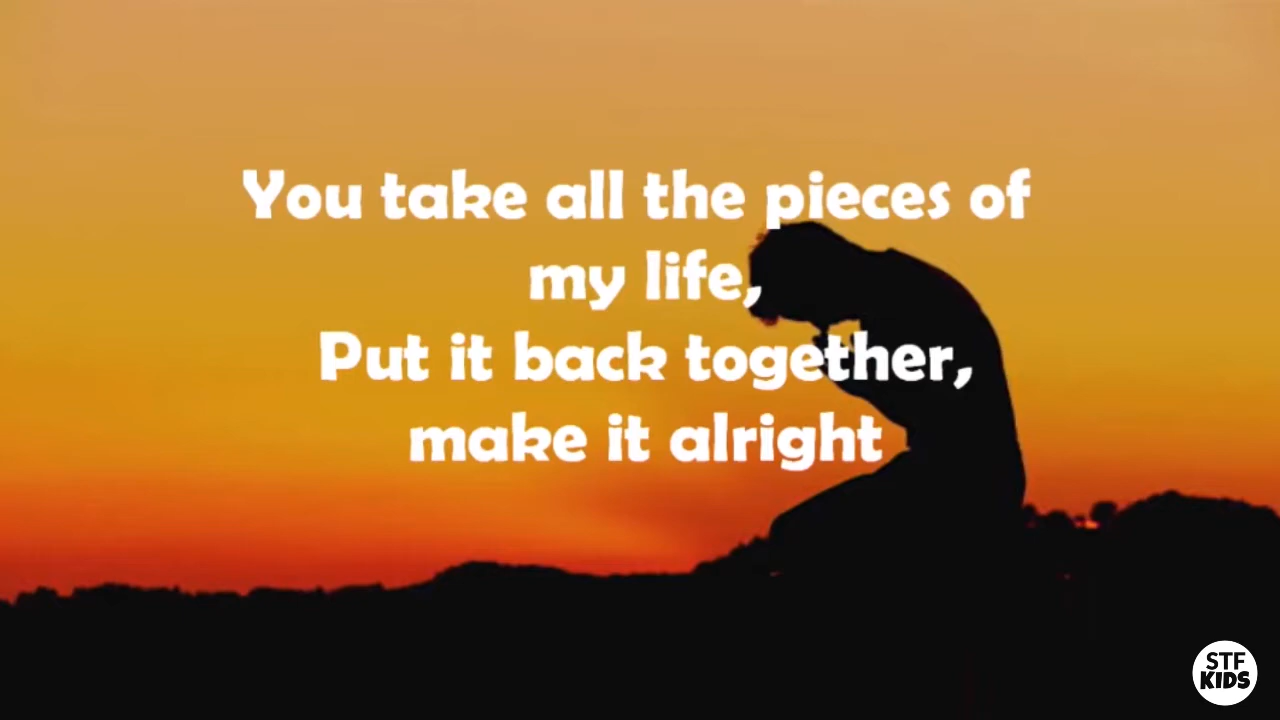 You take all the pieces of
my life,
Put it back together,
make it alright
STF
KIDS